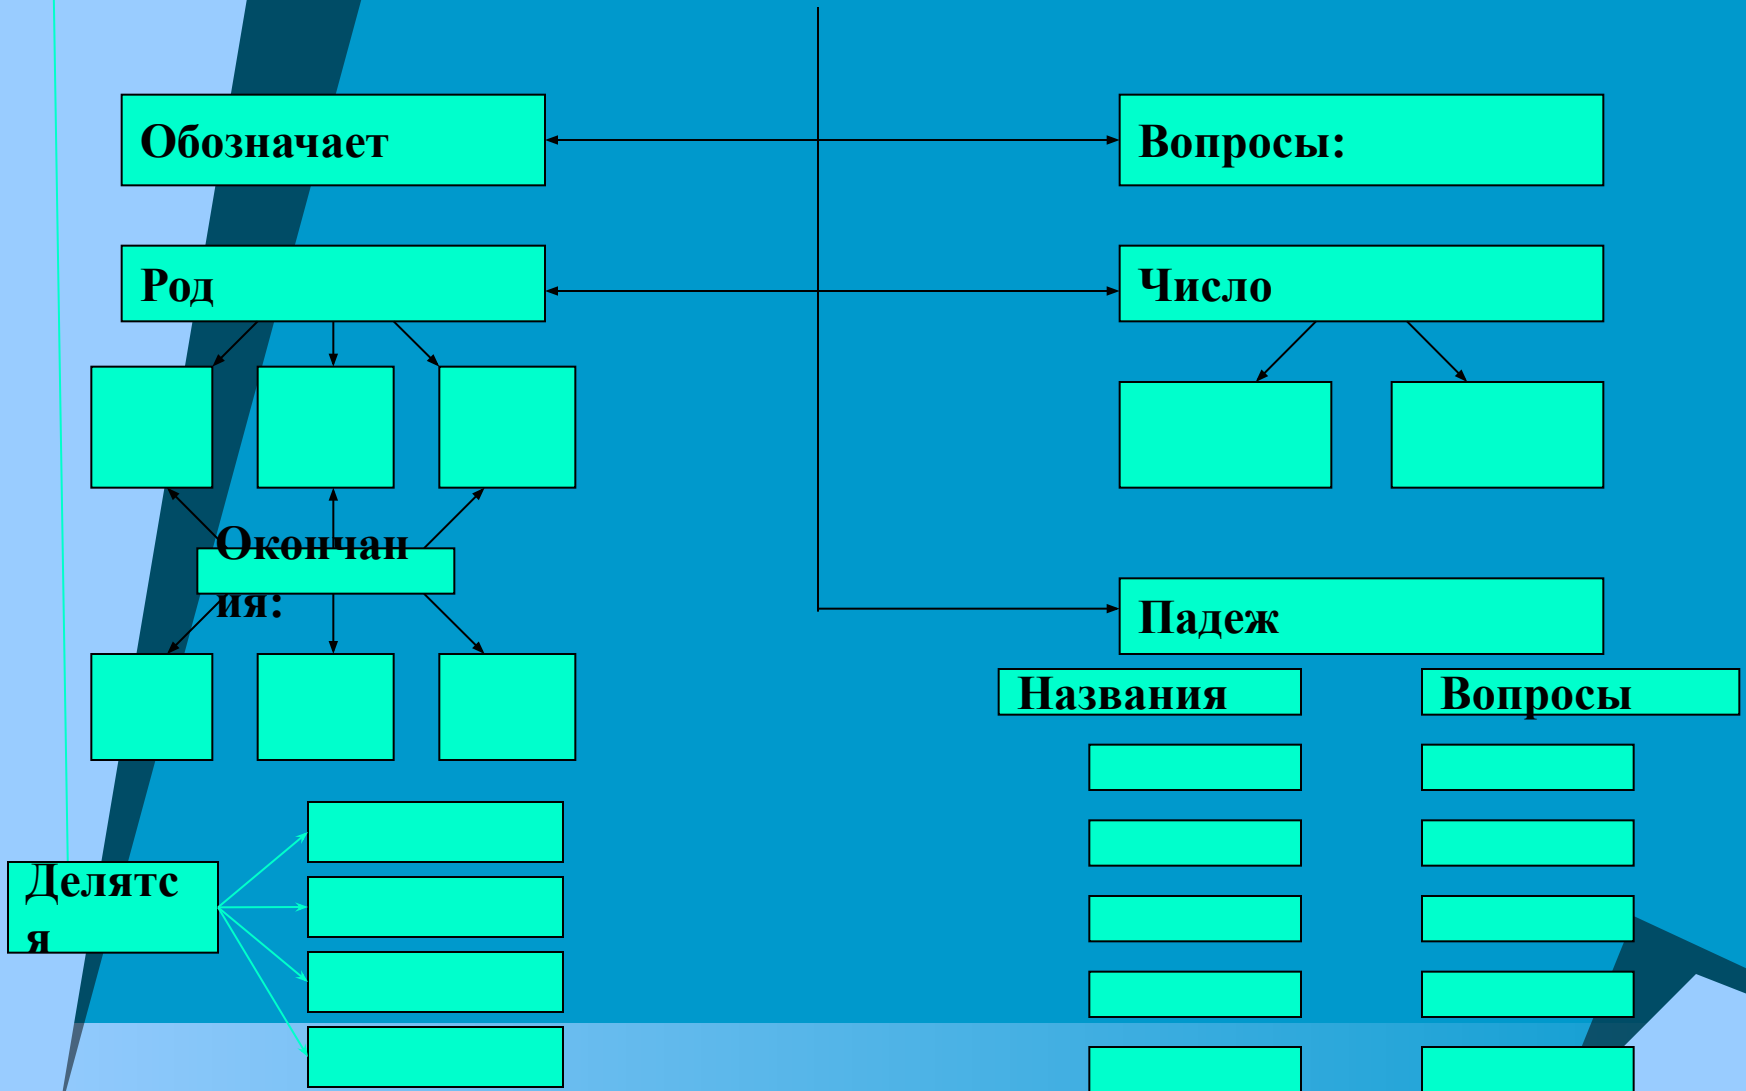 Обозначает
Вопросы:
Род
Число
Окончан
ия:
Падеж
Названия
Вопросы
Делятс
я